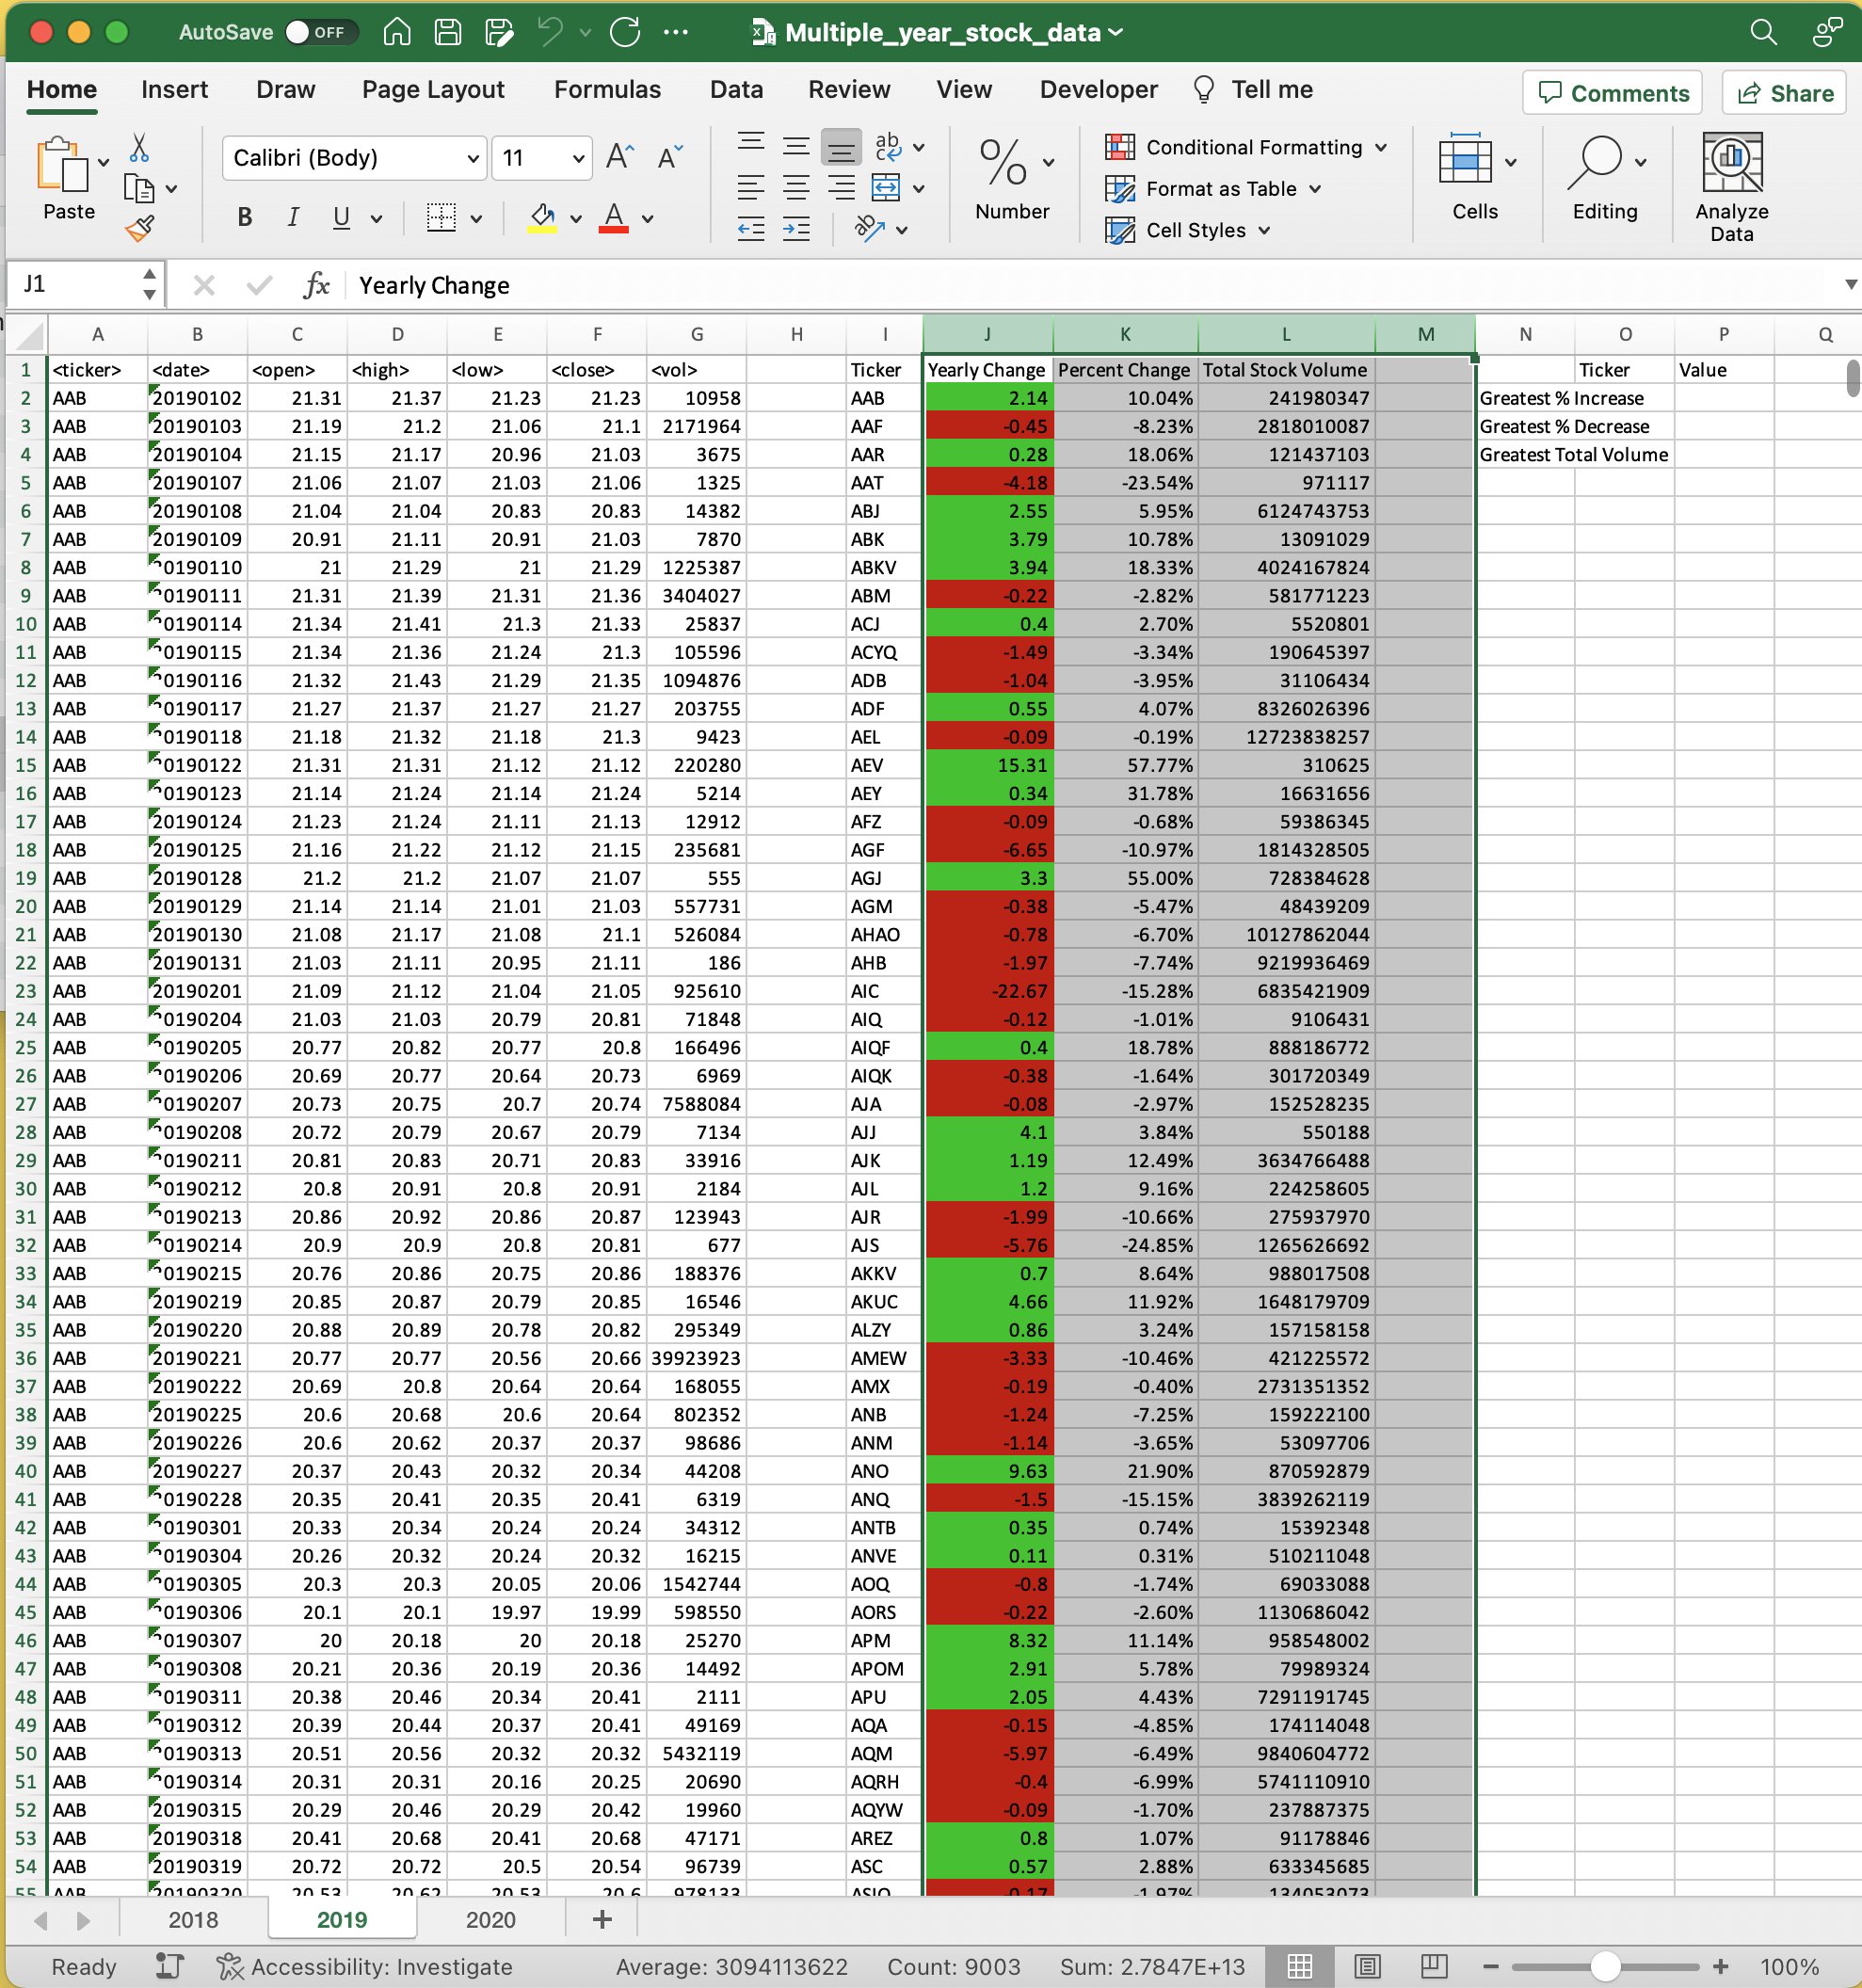 AutoSave OFF Multiple_year_stock_data
Home Insert Draw Page Layout Formulas Data Review View Developer Tell me Comments Share
Paste Calibri (Body) 11 Number Conditional Formatting Format as Table Cell Styles Cells Editing Analyze Data
J1 fx Yearly Change
A B C D E F G H I J K L M N O P Q
1 <ticker> <date> <open> <high> <low> <close> <vol> Ticker Yearly Change Percent Change Total Stock Volume Ticker Value
2 AAB 20190102 21.31 21.37 21.23 21.23 10958 AAB 2.14 10.04% 241980347 Greatest % Increase
3 AAB 20190103 21.19 21.2 21.06 21.1 2171964 AAF -0.45 -8.23% 2818010087 Greatest % Decrease
4 AAB 20190104 21.15 21.17 20.96 21.03 3675 AAR 0.28 18.06% 121437103 Greatest Total Volume
5 AAB 20190107 21.06 21.07 21.03 21.06 1325 AAT -4.18 -23.54% 971117
6 AAB 20190108 21.04 21.04 20.83 20.83 14382 ABJ 2.55 5.95% 6124743753
7 AAB 20190109 20.91 21.11 20.91 21.03 7870 ABK 3.79 10.78% 13091029
8 AAB 20190110 21 21.29 21 21.29 1225387 ABKV 3.94 18.33% 4024167824
9 AAB 20190111 21.31 21.39 21.31 21.36 3404027 ABM -0.22 -2.82% 581771223
10 AAB 20190114 21.34 21.41 21.3 21.33 25837 ACJ 0.4 2.70% 5520801
11 AAB 20190115 21.34 21.36 21.24 21.3 105596 ACYQ -1.49 -3.34% 190645397
12 AAB 20190116 21.32 21.43 21.29 21.35 1094876 ADB -1.04 -3.95% 31106434
13 AAB 20190117 21.27 21.37 21.27 21.27 203755 ADF 0.55 4.07% 8326026396
14 AAB 20190118 21.18 21.32 21.18 21.3 9423 AEL -0.09 -0.19% 12723838257
15 AAB 20190122 21.31 21.31 21.12 21.12 220280 AEV 15.31 57.77% 310625
16 AAB 20190123 21.14 21.24 21.14 21.24 5214 AEY 0.34 31.78% 16631656
17 AAB 20190124 21.23 21.24 21.11 21.13 12912 AFZ -0.09 -0.68% 59386345
18 AAB 20190125 21.16 21.22 21.12 21.15 235681 AGF -6.65 -10.97% 1814328505
19 AAB 20190128 21.2 21.2 21.07 21.07 555 AGJ 3.3 55.00% 728384628
20 AAB 20190129 21.14 21.14 21.01 21.03 557731 AGM -0.38 -5.47% 48439209
21 AAB 20190130 21.08 21.17 21.08 21.1 526084 AHAO -0.78 -6.70% 10127862044
22 AAB 20190131 21.03 21.11 20.95 21.11 186 AHB -1.97 -7.74% 9219936469
23 AAB 20190201 21.09 21.12 21.04 21.05 925610 AIC -22.67 -15.28% 6835421909
24 AAB 20190204 21.03 21.03 20.79 20.81 71848 AIQ -0.12 -1.01% 9106431
25 AAB 20190205 20.77 20.82 20.77 20.8 166496 AIQF 0.4 18.78% 888186772
26 AAB 20190206 20.69 20.77 20.64 20.73 6969 AIQK -0.38 -1.64% 301720349
27 AAB 20190207 20.73 20.75 20.7 20.74 7588084 AJA -0.08 -2.97% 152528235
28 AAB 20190208 20.72 20.79 20.67 20.79 7134 AJJ 4.1 3.84% 550188
29 AAB 20190211 20.81 20.83 20.71 20.83 33916 AJK 1.19 12.49% 3634766488
30 AAB 20190212 20.8 20.91 20.8 20.91 2184 AJL 1.2 9.16% 224258605
31 AAB 20190213 20.86 20.92 20.86 20.87 123943 AJR -1.99 -10.66% 275937970
32 AAB 20190214 20.9 20.9 20.8 20.81 677 AJS -5.76 -24.85% 1265626692
33 AAB 20190215 20.76 20.86 20.75 20.86 188376 AKKV 0.7 8.64% 988017508
34 AAB 20190219 20.85 20.87 20.79 20.85 16546 AKUC 4.66 11.92% 1648179709
35 AAB 20190220 20.88 20.89 20.78 20.82 295349 ALZY 0.86 3.24% 157158158
36 AAB 20190221 20.77 20.77 20.56 20.66 39923923 AMEW -3.33 -10.46% 421225572
37 AAB 20190222 20.69 20.8 20.64 20.64 168055 AMX -0.19 -0.40% 2731351352
38 AAB 20190225 20.6 20.68 20.6 20.64 802352 ANB -1.24 -7.25% 159222100
39 AAB 20190226 20.6 20.62 20.37 20.37 98686 ANM -1.14 -3.65% 53097706
40 AAB 20190227 20.37 20.43 20.32 20.34 44208 ANO 9.63 21.90% 870592879
41 AAB 20190228 20.35 20.41 20.35 20.41 6319 ANQ -1.5 -15.15% 3839262119
42 AAB 20190301 20.33 20.34 20.24 20.24 34312 ANTB 0.35 0.74% 15392348
43 AAB 20190304 20.26 20.32 20.24 20.32 16215 ANVE 0.11 0.31% 510211048
44 AAB 20190305 20.3 20.3 20.05 20.06 1542744 AOQ -0.8 -1.74% 69033088
45 AAB 20190306 20.1 20.1 19.97 19.99 598550 AORS -0.22 -2.60% 1130686042
46 AAB 20190307 20 20.18 20 20.18 25270 APM 8.32 11.14% 958548002
47 AAB 20190308 20.21 20.36 20.19 20.36 14492 APOM 2.91 5.78% 79989324
48 AAB 20190311 20.38 20.46 20.34 20.41 2111 APU 2.05 4.43% 7291191745
49 AAB 20190312 20.39 20.44 20.37 20.41 49169 AQA -0.15 -4.85% 174114048
50 AAB 20190313 20.51 20.56 20.32 20.32 5432119 AQM -5.97 -6.49% 9840604772
51 AAB 20190314 20.31 20.31 20.16 20.25 20690 AQRH -0.4 -6.99% 5741110910
52 AAB 20190315 20.29 20.46 20.29 20.42 19960 AQYW -0.09 -1.70% 237887375
53 AAB 20190318 20.41 20.68 20.41 20.68 47171 AREZ 0.8 1.07% 91178846
54 AAB 20190319 20.72 20.72 20.5 20.54 96739 ASC 0.57 2.88% 633345685
2018 2019 2020
Ready Accessibility: Investigate Average: 3094113622 Count: 9003 Sum: 2.7847E+13 100%